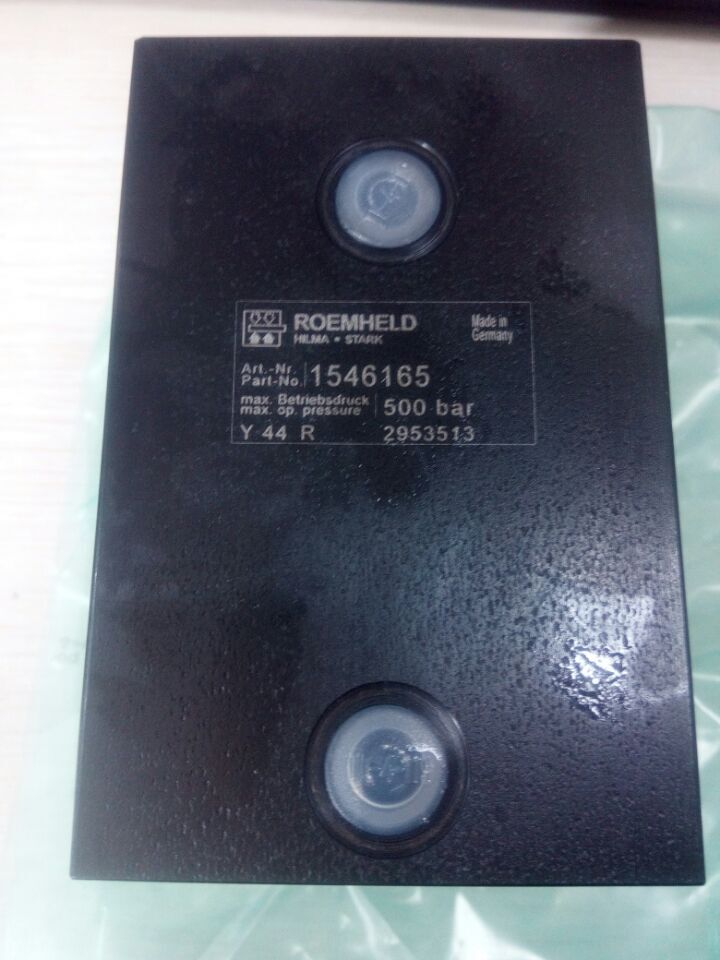 ROEMHELD
HILMA ▪ STARK
Made in
Germany
Art.-Nr.
Part-No. 1546165
max. Betriebsdruck
max. op. pressure 500 bar
Y 44 R 2953513